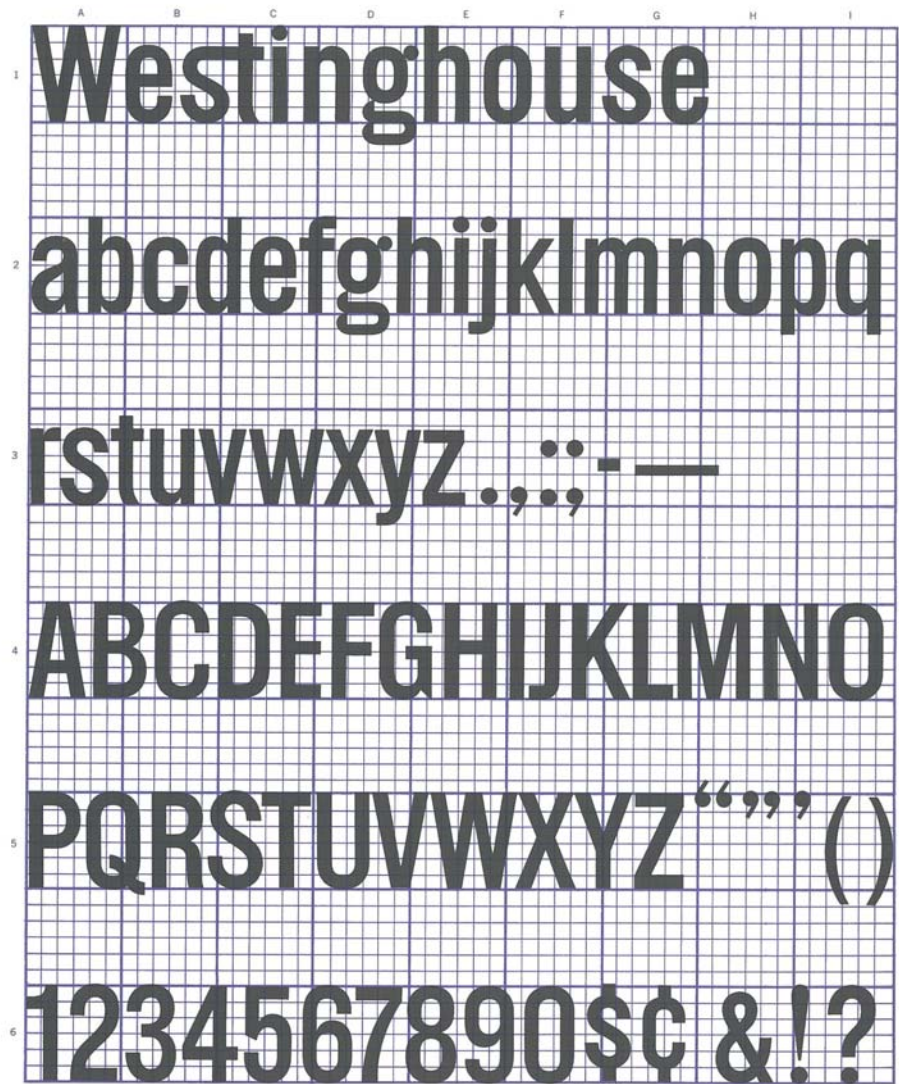 A B C D E F G H I
1 Westinghouse
2 abcdefghijklmnopq
3 rstuvwxyz.,:;-—
4 ABCDEFGHIJKLMNO
5 PQRSTUVWXYZ“”’()
6 1234567890$¢&!?